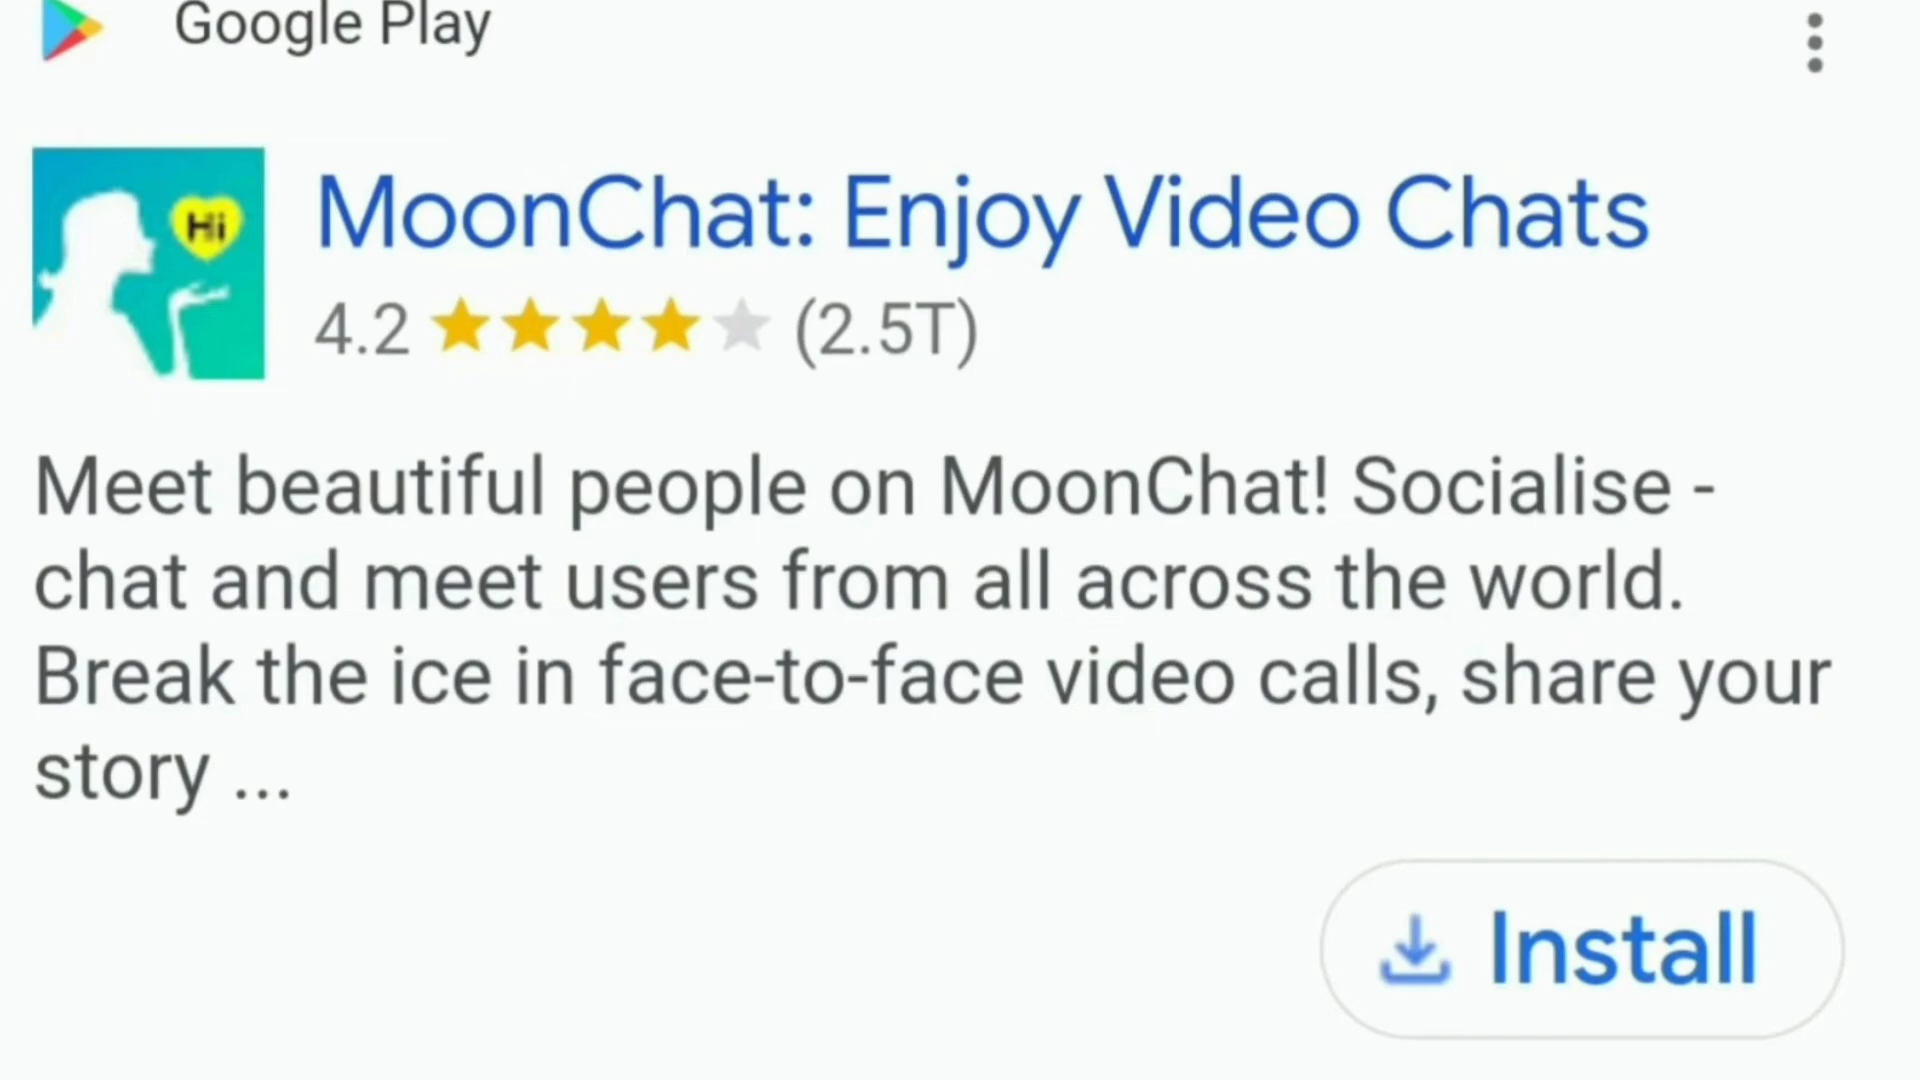 Google Play
Hi
MoonChat: Enjoy Video Chats
4.2 (2.5T)
Meet beautiful people on MoonChat! Socialise -
chat and meet users from all across the world.
Break the ice in face-to-face video calls, share your
story ...
Install